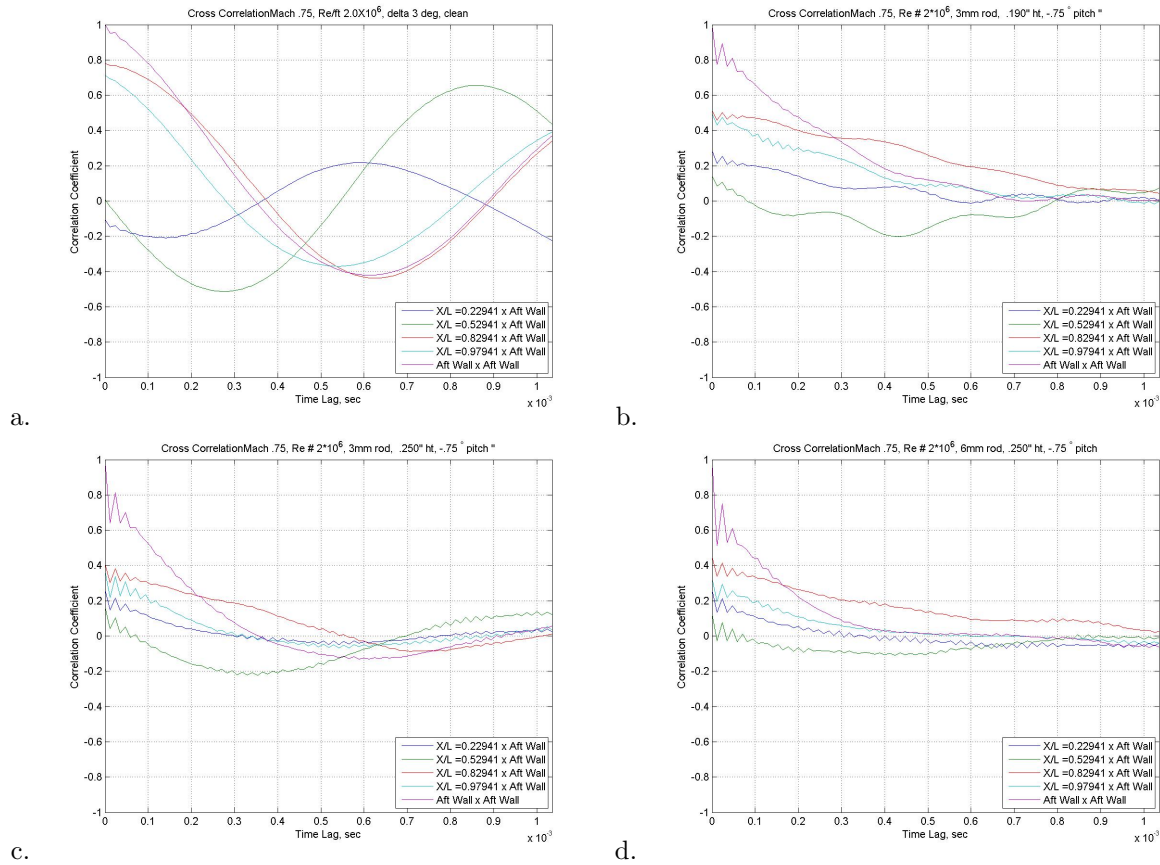 Cross CorrelationMach .75, Re/ft 2.0X10⁶, delta 3 deg, clean
1
0.8
0.6
0.4
0.2
0
-0.2
-0.4
-0.6
-0.8
-1
Correlation Coefficient
X/L =0.22941 x Aft Wall
X/L =0.52941 x Aft Wall
X/L =0.82941 x Aft Wall
X/L =0.97941 x Aft Wall
Aft Wall x Aft Wall
0 0.1 0.2 0.3 0.4 0.5 0.6 0.7 0.8 0.9 1
Time Lag, sec
x 10⁻³
a.
Cross CorrelationMach .75, Re # 2*10⁶, 3mm rod, .190" ht, -.75 ° pitch "
1
0.8
0.6
0.4
0.2
0
-0.2
-0.4
-0.6
-0.8
-1
Correlation Coefficient
X/L =0.22941 x Aft Wall
X/L =0.52941 x Aft Wall
X/L =0.82941 x Aft Wall
X/L =0.97941 x Aft Wall
Aft Wall x Aft Wall
0 0.1 0.2 0.3 0.4 0.5 0.6 0.7 0.8 0.9 1
Time Lag, sec
x 10⁻³
b.
Cross CorrelationMach .75, Re # 2*10⁶, 3mm rod, .250" ht, -.75 ° pitch "
1
0.8
0.6
0.4
0.2
0
-0.2
-0.4
-0.6
-0.8
-1
Correlation Coefficient
X/L =0.22941 x Aft Wall
X/L =0.52941 x Aft Wall
X/L =0.82941 x Aft Wall
X/L =0.97941 x Aft Wall
Aft Wall x Aft Wall
0 0.1 0.2 0.3 0.4 0.5 0.6 0.7 0.8 0.9 1
Time Lag, sec
x 10⁻³
c.
Cross CorrelationMach .75, Re # 2*10⁶, 6mm rod, .250" ht, -.75 ° pitch
1
0.8
0.6
0.4
0.2
0
-0.2
-0.4
-0.6
-0.8
-1
Correlation Coefficient
X/L =0.22941 x Aft Wall
X/L =0.52941 x Aft Wall
X/L =0.82941 x Aft Wall
X/L =0.97941 x Aft Wall
Aft Wall x Aft Wall
0 0.1 0.2 0.3 0.4 0.5 0.6 0.7 0.8 0.9 1
Time Lag, sec
x 10⁻³
d.